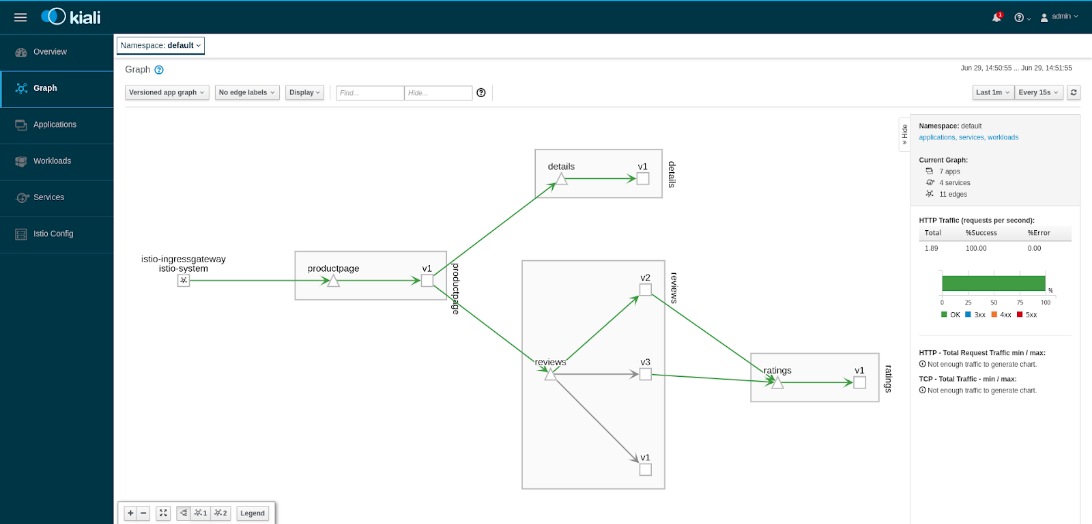 kiali
1
admin
Overview
Graph
Applications
Workloads
Services
Istio Config
Namespace: default
Graph
Jun 29, 14:50:55 ... Jun 29, 14:51:55
Versioned app graph
No edge labels
Display
Find...
Hide...
Last 1m
Every 15s
Hide
details
v1
details
istio-ingressgateway
istio-system
productpage
v1
productpage
v2
reviews
reviews
v3
v1
ratings
v1
ratings
Namespace: default
applications, services, workloads
Current Graph:
7 apps
4 services
11 edges
HTTP Traffic (requests per second):
Total %Success %Error
1.89 100.00 0.00
%
0 25 50 75 100
OK 3xx 4xx 5xx
HTTP - Total Request Traffic min / max:
Not enough traffic to generate chart.
TCP - Total Traffic - min / max:
Not enough traffic to generate chart.
1
2
Legend